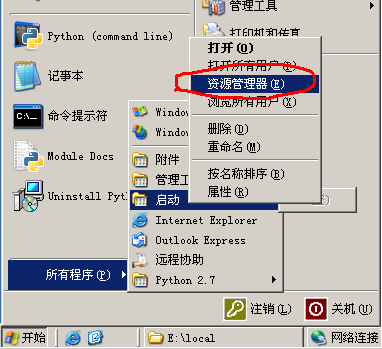 管理工具
Python (command line)
打印机和传真
打开(O)
打开所有用户(P)
资源管理器(E)
浏览所有用户(X)
记事本
删除(D)
重命名(M)
按名称排序(B)
属性(R)
命令提示符
Module Docs
Uninstall Pyt
Window
Window
附件
管理工
启动
Internet Explorer
Outlook Express
远程协助
Python 2.7
所有程序(P)
注销(L)
关机(U)
开始
E:\local
网络连接